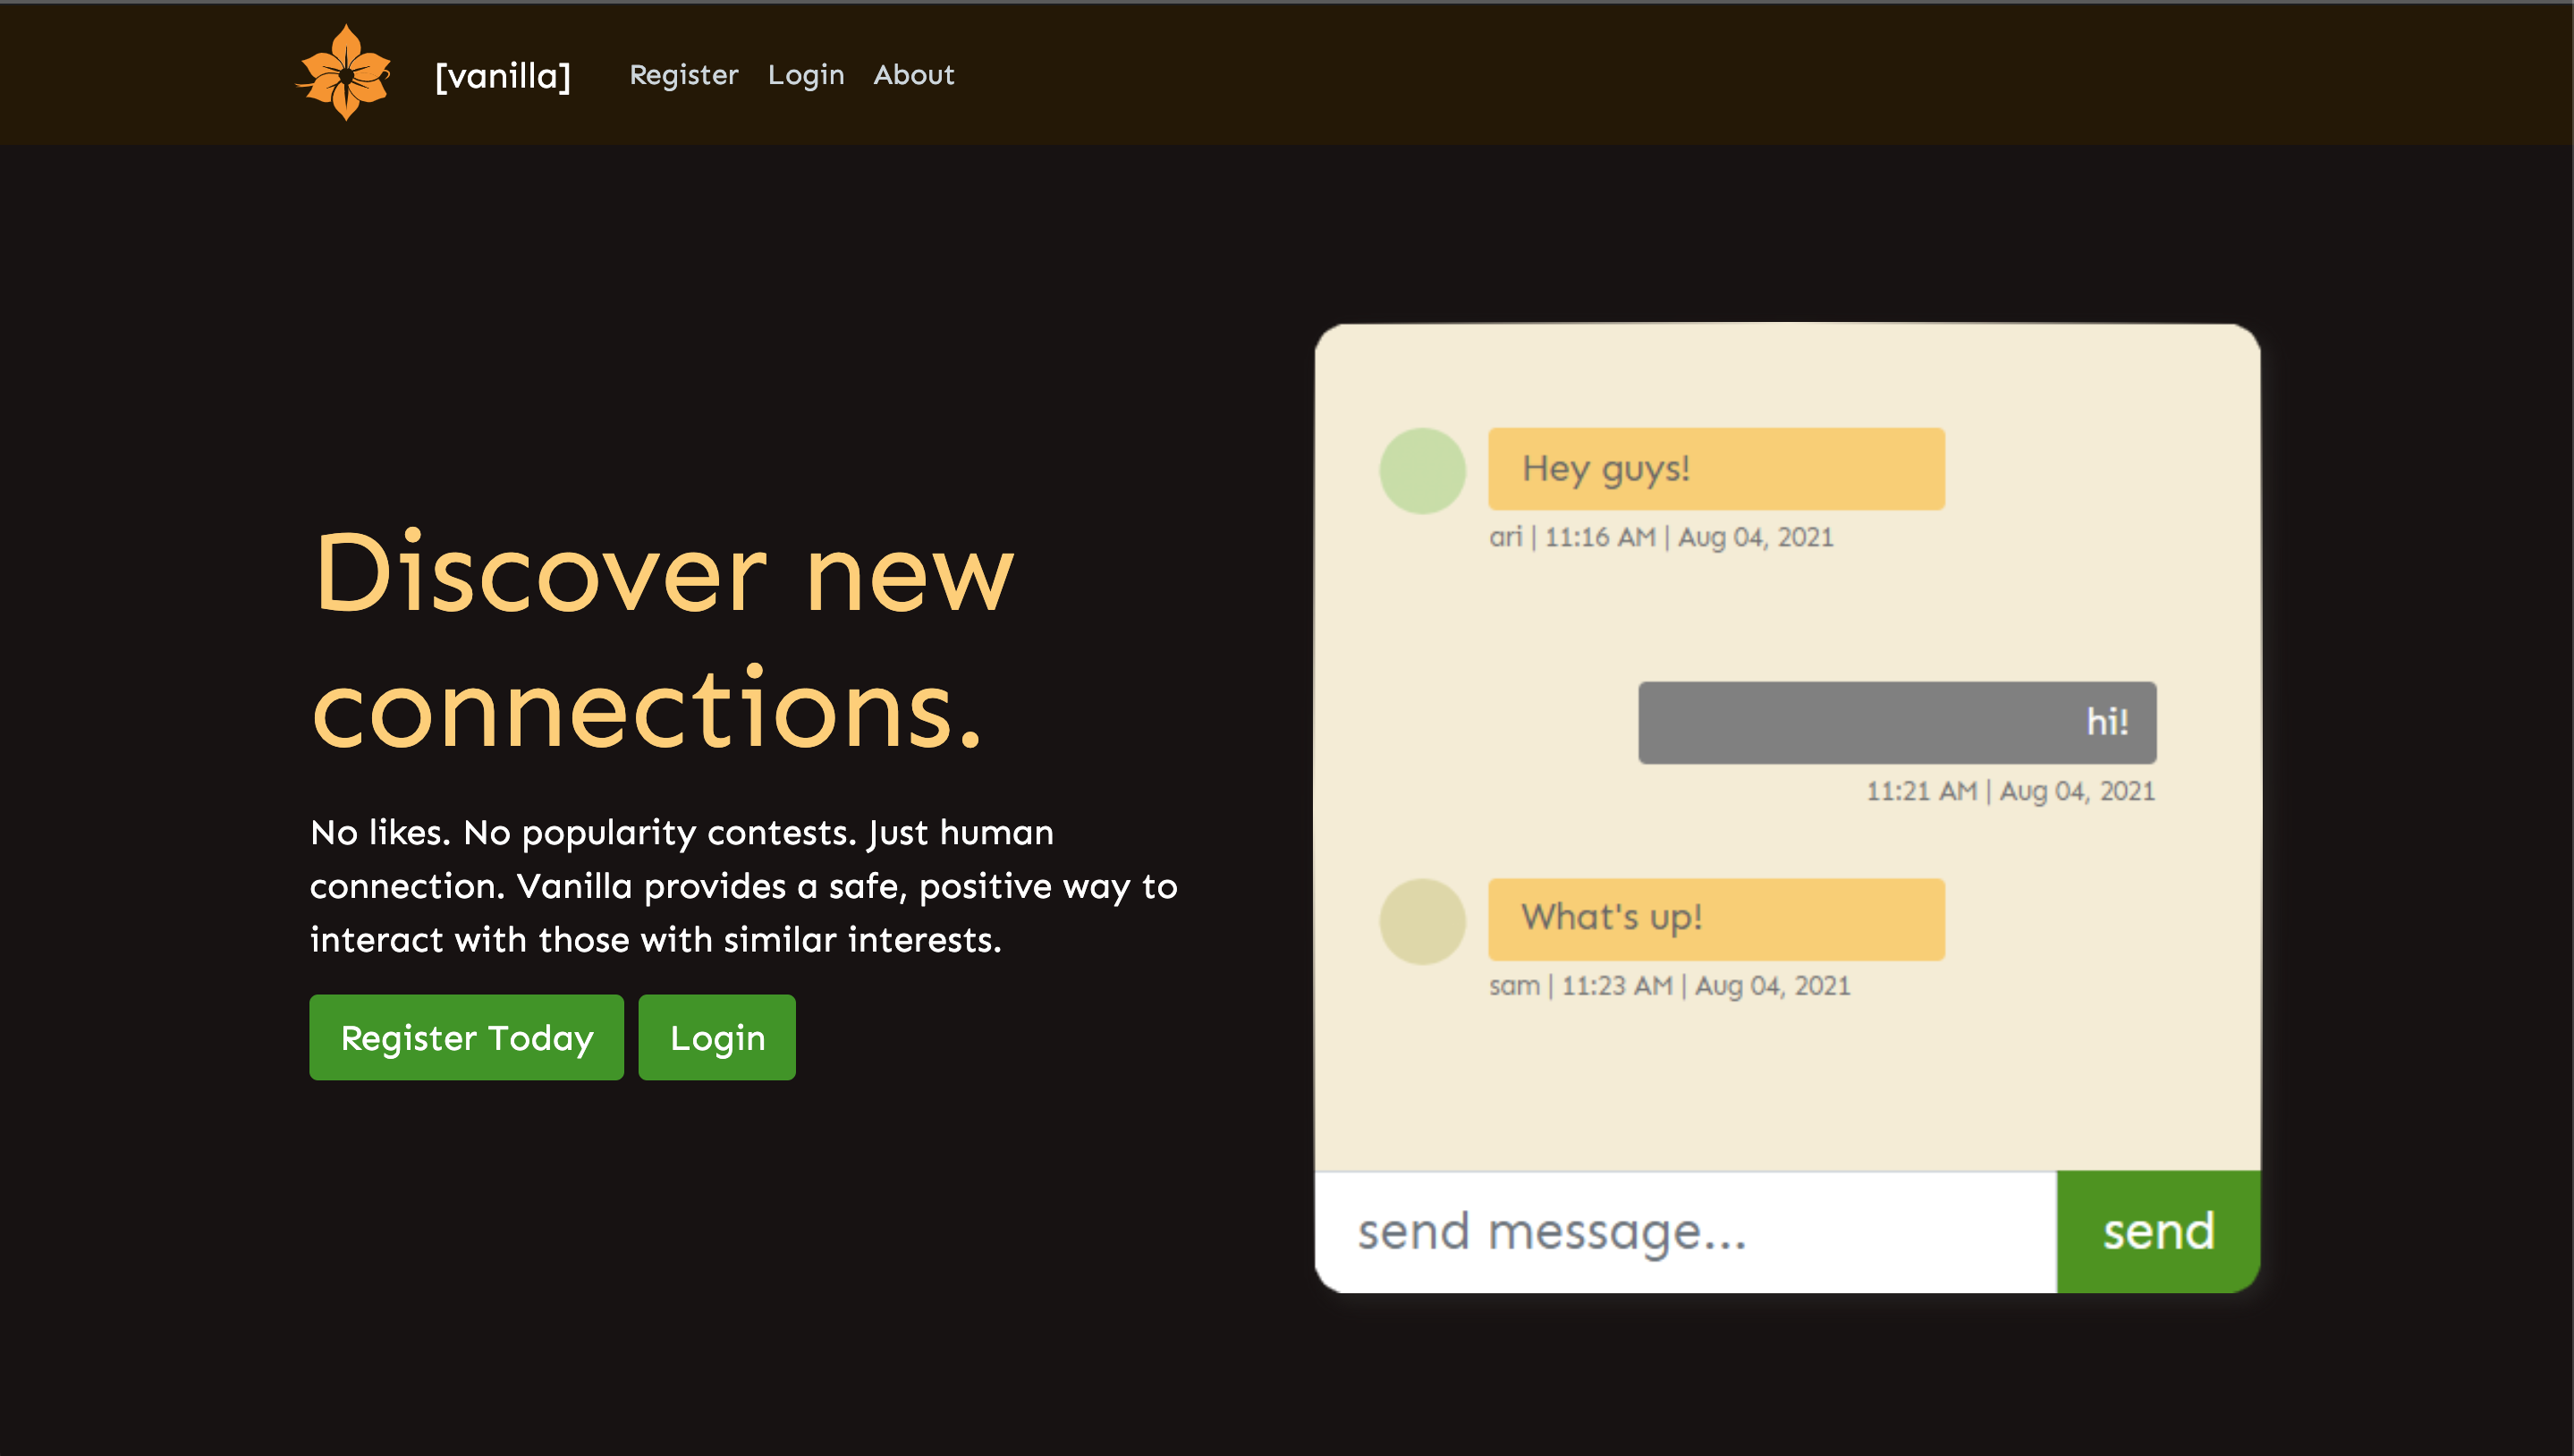 [vanilla] Register Login About
Discover new
connections.
No likes. No popularity contests. Just human
connection. Vanilla provides a safe, positive way to
interact with those with similar interests.
Register Today Login
Hey guys!
ari | 11:16 AM | Aug 04, 2021
hi!
11:21 AM | Aug 04, 2021
What's up!
sam | 11:23 AM | Aug 04, 2021
send message... send